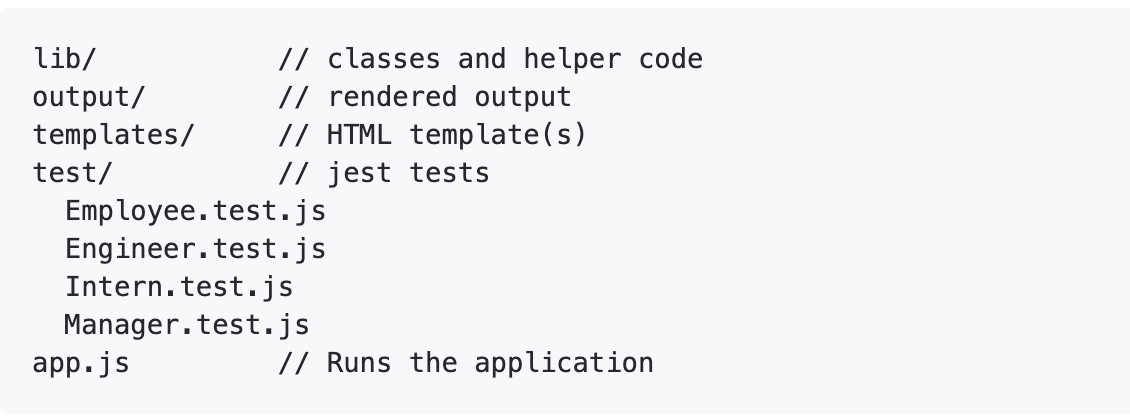 lib/           // classes and helper code
output/        // rendered output
templates/     // HTML template(s)
test/          // jest tests
  Employee.test.js
  Engineer.test.js
  Intern.test.js
  Manager.test.js
app.js         // Runs the application